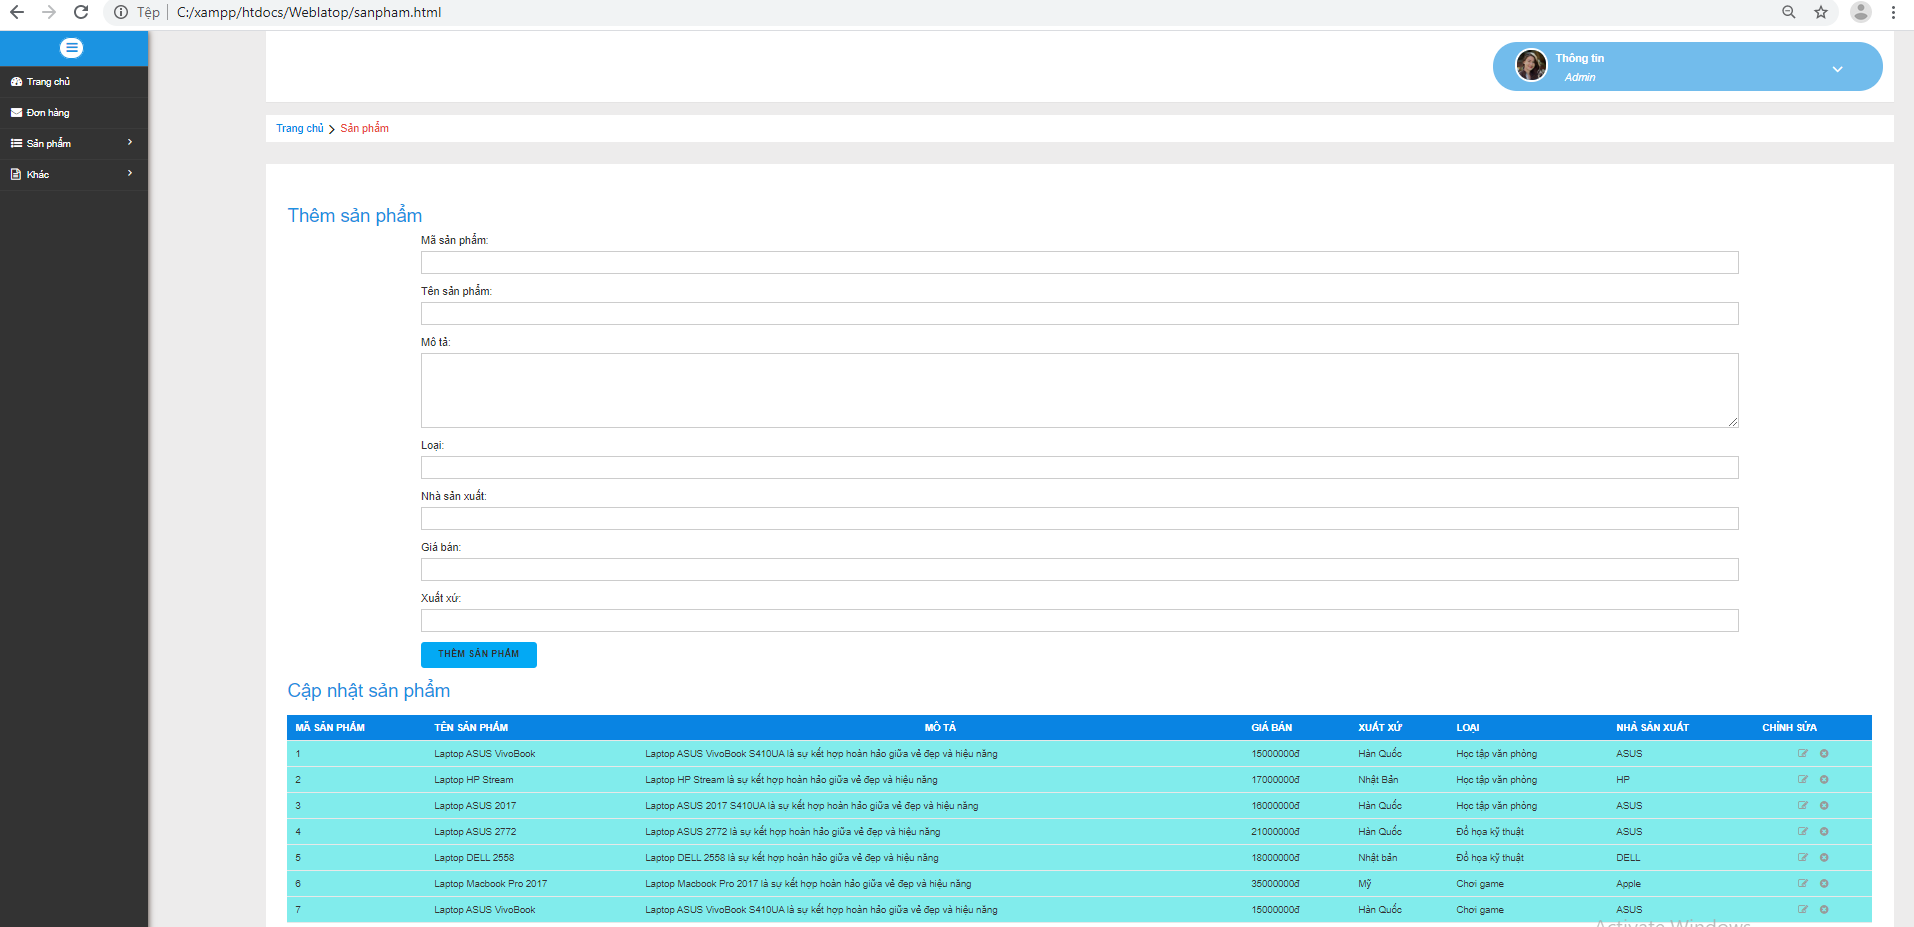 Tệp C:/xampp/htdocs/Weblatop/sanpham.html
Thông tin
Admin
Trang chủ
Đơn hàng
Sản phẩm
Khác
Trang chủ Sản phẩm
Thêm sản phẩm
Mã sản phẩm:
Tên sản phẩm:
Mô tả:
Loại:
Nhà sản xuất:
Giá bán:
Xuất xứ:
THÊM SẢN PHẨM
Cập nhật sản phẩm
MÃ SẢN PHẨM TÊN SẢN PHẨM MÔ TẢ GIÁ BÁN XUẤT XỨ LOẠI NHÀ SẢN XUẤT CHỈNH SỬA
1 Laptop ASUS VivoBook Laptop ASUS VivoBook S410UA là sự kết hợp hoàn hảo giữa vẻ đẹp và hiệu năng 15000000đ Hàn Quốc Học tập văn phòng ASUS
2 Laptop HP Stream Laptop HP Stream là sự kết hợp hoàn hảo giữa vẻ đẹp và hiệu năng 17000000đ Nhật Bản Học tập văn phòng HP
3 Laptop ASUS 2017 Laptop ASUS 2017 S410UA là sự kết hợp hoàn hảo giữa vẻ đẹp và hiệu năng 16000000đ Hàn Quốc Học tập văn phòng ASUS
4 Laptop ASUS 2772 Laptop ASUS 2772 là sự kết hợp hoàn hảo giữa vẻ đẹp và hiệu năng 21000000đ Hàn Quốc Đồ họa kỹ thuật ASUS
5 Laptop DELL 2558 Laptop DELL 2558 là sự kết hợp hoàn hảo giữa vẻ đẹp và hiệu năng 18000000đ Nhật bản Đồ họa kỹ thuật DELL
6 Laptop Macbook Pro 2017 Laptop Macbook Pro 2017 là sự kết hợp hoàn hảo giữa vẻ đẹp và hiệu năng 35000000đ Mỹ Chơi game Apple
7 Laptop ASUS VivoBook Laptop ASUS VivoBook S410UA là sự kết hợp hoàn hảo giữa vẻ đẹp và hiệu năng 15000000đ Hàn Quốc Chơi game ASUS
Activate Windows